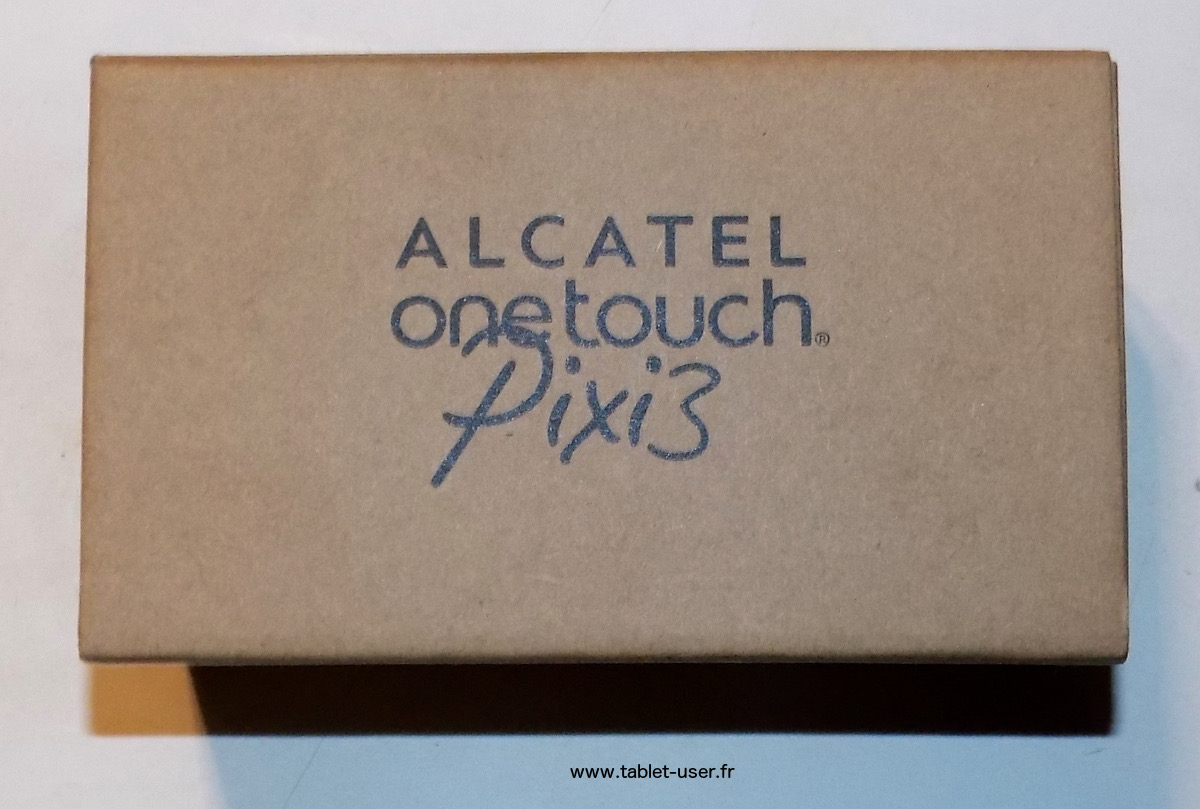 ALCATEL
onetouch®
Pixi3
www.tablet-user.fr